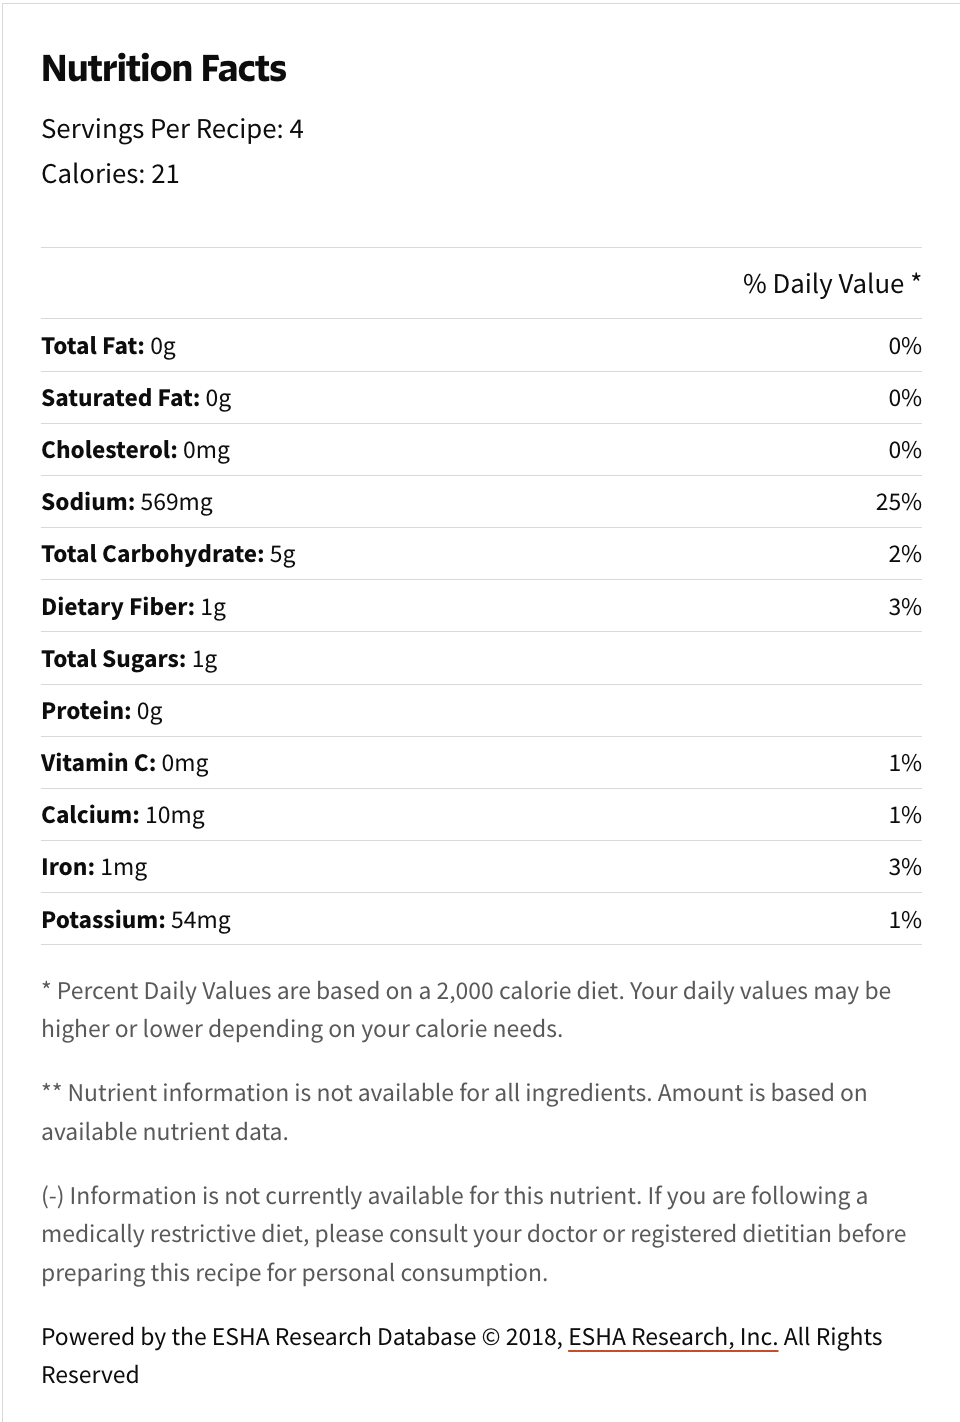 Nutrition Facts
Servings Per Recipe: 4
Calories: 21
% Daily Value *
Total Fat: 0g 0%
Saturated Fat: 0g 0%
Cholesterol: 0mg 0%
Sodium: 569mg 25%
Total Carbohydrate: 5g 2%
Dietary Fiber: 1g 3%
Total Sugars: 1g
Protein: 0g
Vitamin C: 0mg 1%
Calcium: 10mg 1%
Iron: 1mg 3%
Potassium: 54mg 1%
* Percent Daily Values are based on a 2,000 calorie diet. Your daily values may be
higher or lower depending on your calorie needs.
** Nutrient information is not available for all ingredients. Amount is based on
available nutrient data.
(-) Information is not currently available for this nutrient. If you are following a
medically restrictive diet, please consult your doctor or registered dietitian before
preparing this recipe for personal consumption.
Powered by the ESHA Research Database © 2018, ESHA Research, Inc. All Rights
Reserved